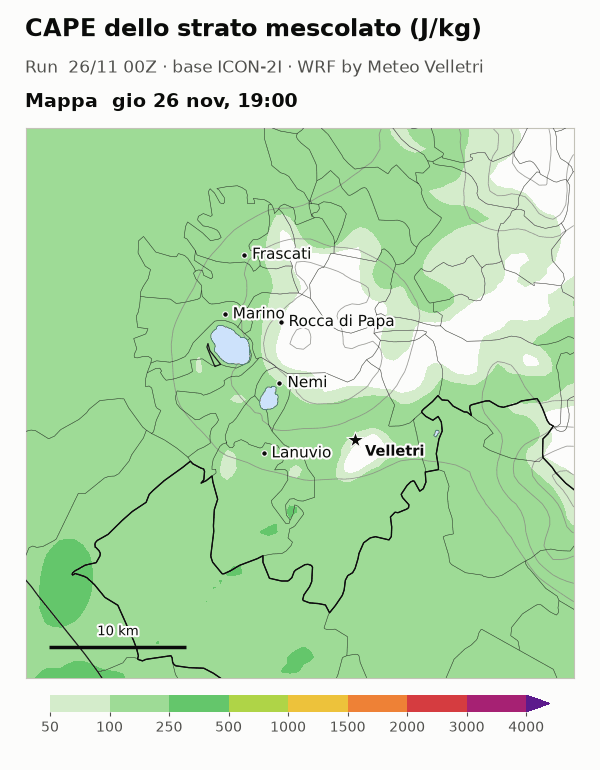 CAPE dello strato mescolato (J/kg)
Run  26/11 00Z · base ICON-2I · WRF by Meteo Velletri
Mappa  gio 26 nov, 19:00
Frascati
Marino
Rocca di Papa
Nemi
Velletri
Lanuvio
10 km
50 100 250 500 1000 1500 2000 3000 4000